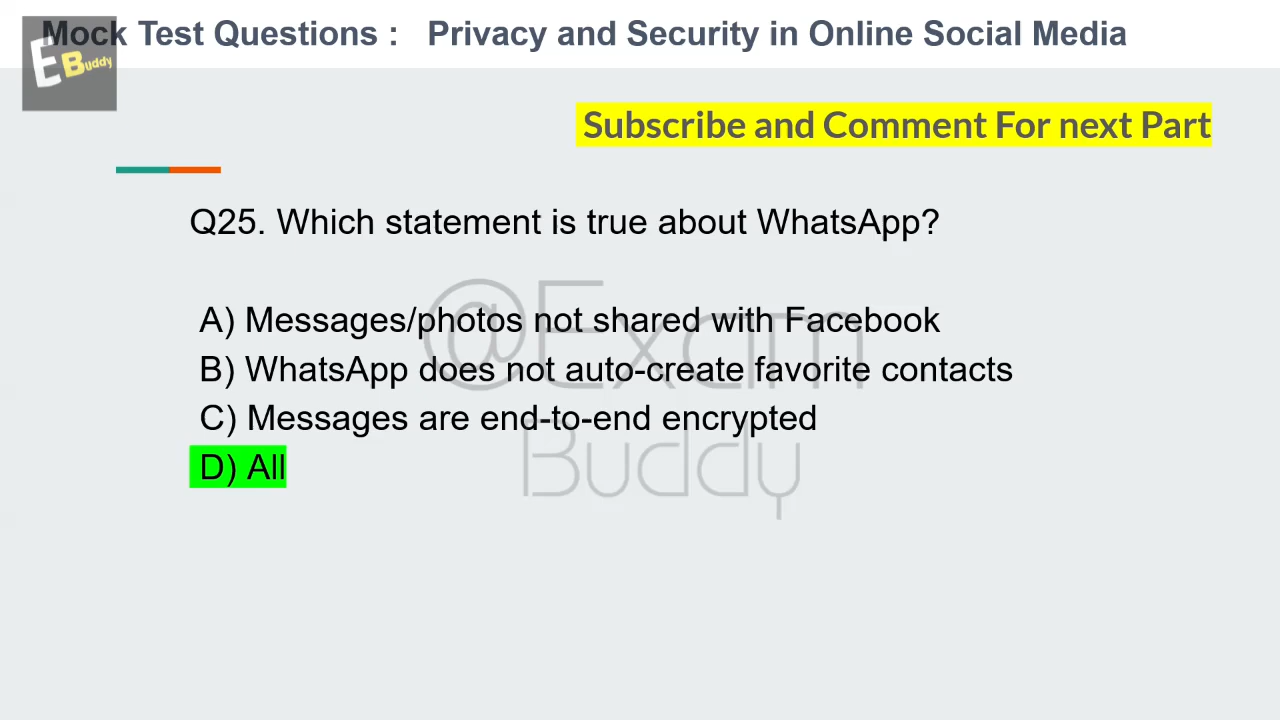 Mock Test Questions : Privacy and Security in Online Social Media
E Buddy
Subscribe and Comment For next Part
Q25. Which statement is true about WhatsApp?
A) Messages/photos not shared with Facebook
B) WhatsApp does not auto-create favorite contacts
C) Messages are end-to-end encrypted
D) All
@Exam
Buddy